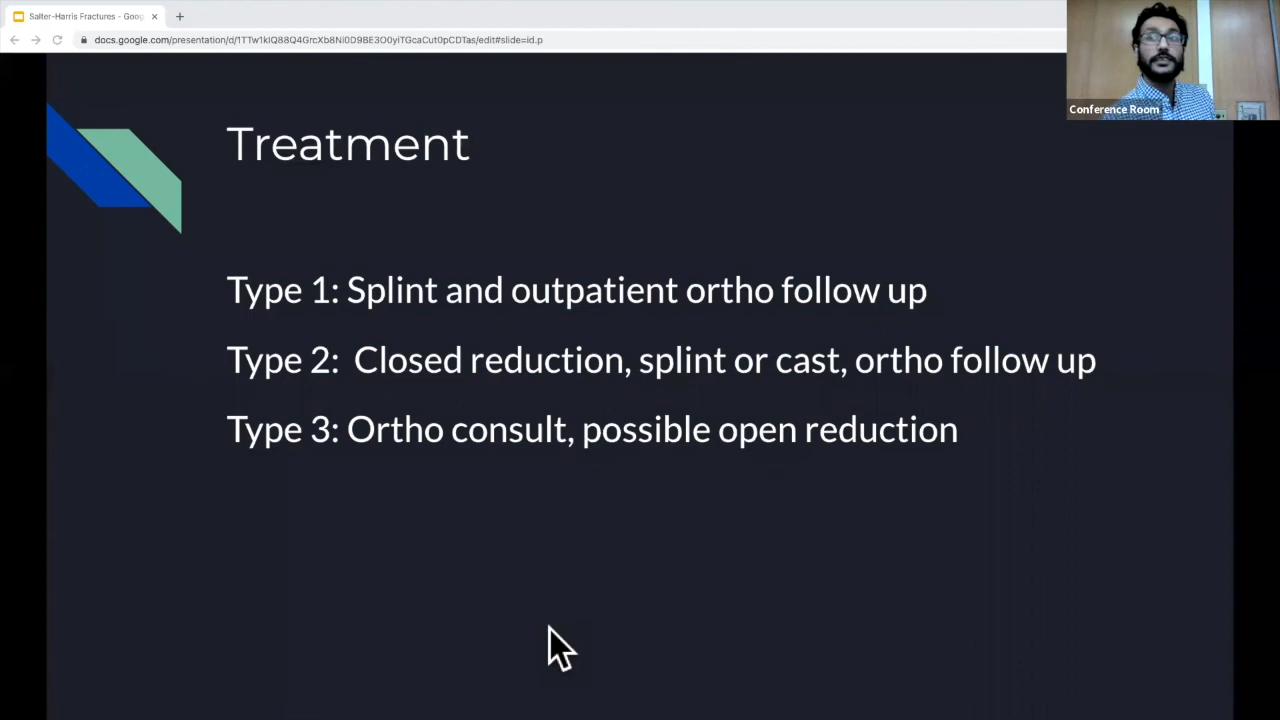 Salter-Harris Fractures - Goog
docs.google.com/presentation/d/1TTw1kIQ88Q4GrcXb8Ni0D9BE3O0yiTGcaCut0pCDTas/edit#slide=id.p
Conference Room
Treatment
Type 1: Splint and outpatient ortho follow up
Type 2: Closed reduction, splint or cast, ortho follow up
Type 3: Ortho consult, possible open reduction